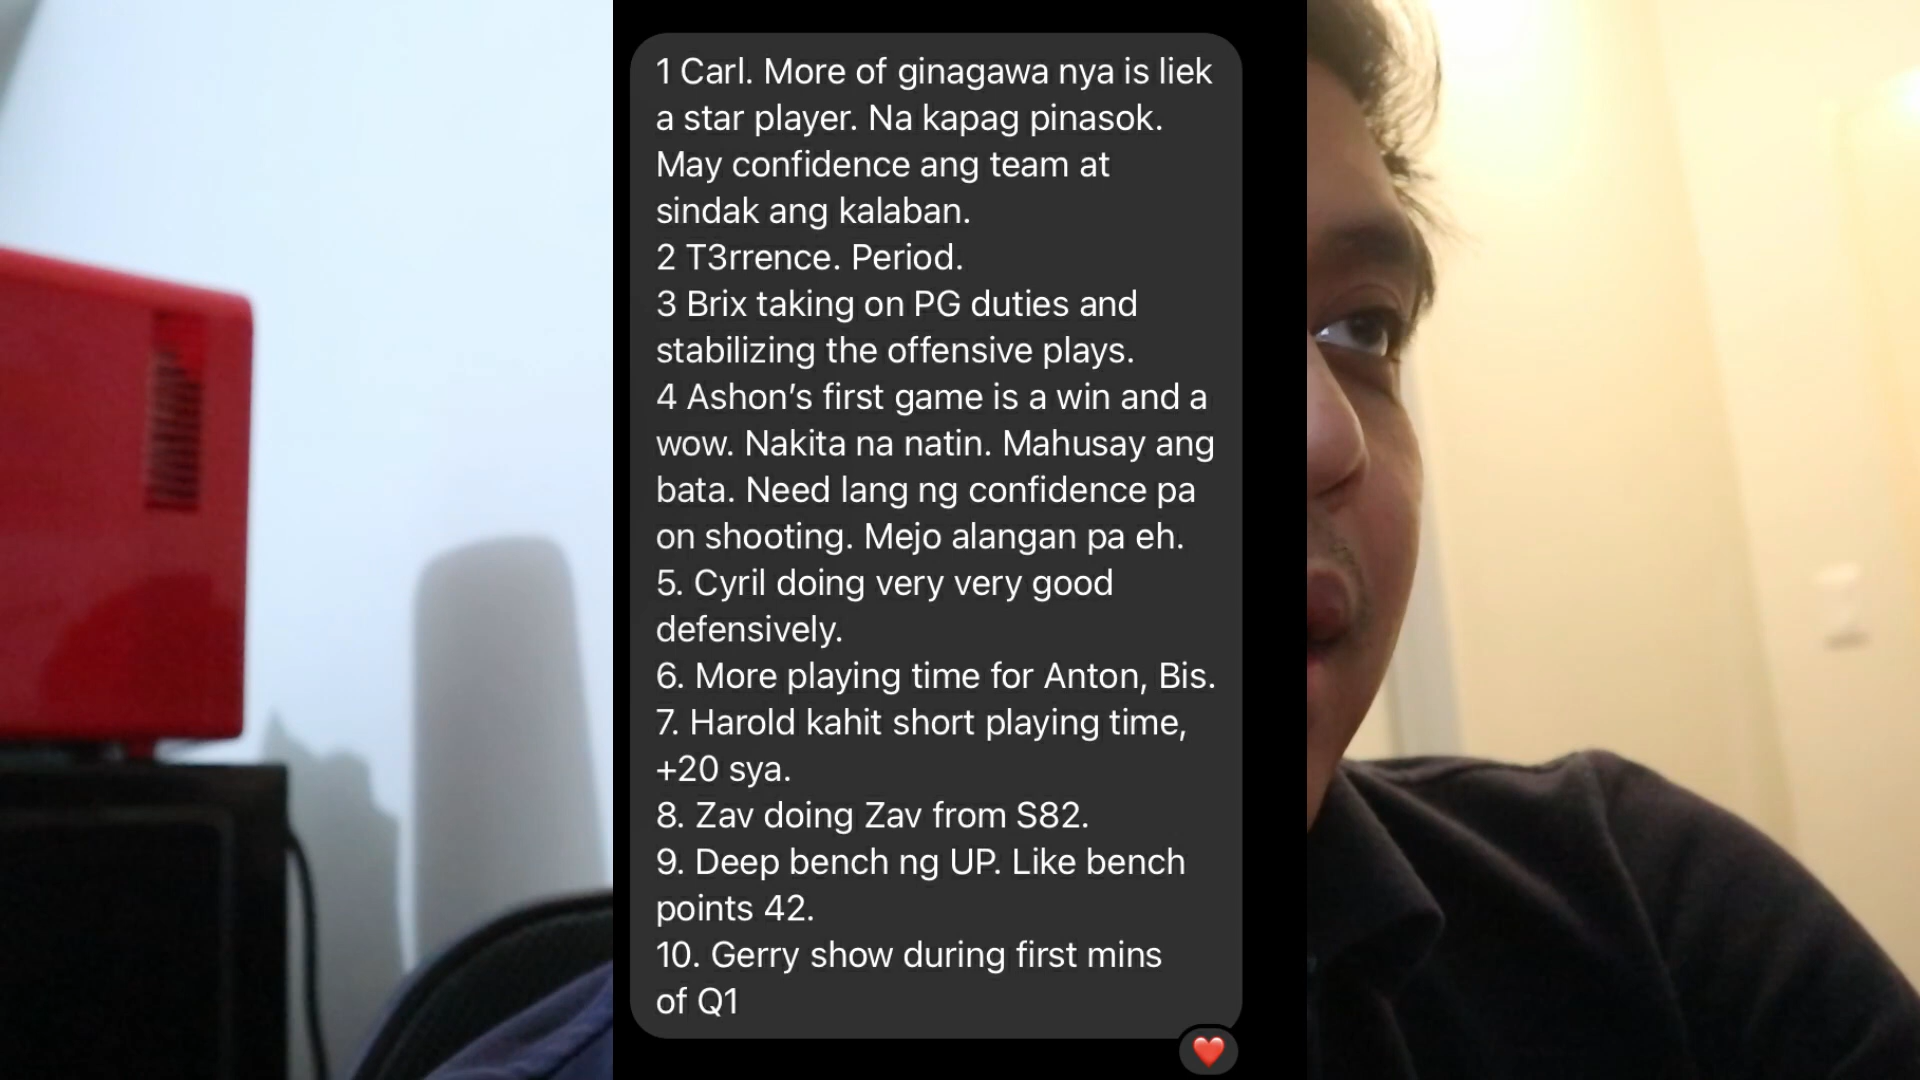 1 Carl. More of ginagawa nya is liek
a star player. Na kapag pinasok.
May confidence ang team at
sindak ang kalaban.
2 T3rrence. Period.
3 Brix taking on PG duties and
stabilizing the offensive plays.
4 Ashon’s first game is a win and a
wow. Nakita na natin. Mahusay ang
bata. Need lang ng confidence pa
on shooting. Mejo alangan pa eh.
5. Cyril doing very very good
defensively.
6. More playing time for Anton, Bis.
7. Harold kahit short playing time,
+20 sya.
8. Zav doing Zav from S82.
9. Deep bench ng UP. Like bench
points 42.
10. Gerry show during first mins
of Q1